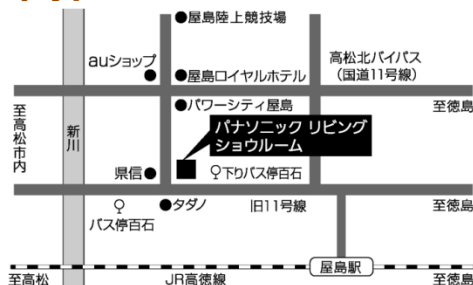 屋島陸上競技場
auショップ
屋島ロイヤルホテル
高松北バイパス
（国道11号線）
パワーシティ屋島
至徳島
至高松市内
新川
パナソニック リビング
ショウルーム
県信
下りバス停百石
バス停百石
タダノ
旧11号線
至徳島
屋島駅
至高松
JR高徳線
至徳島